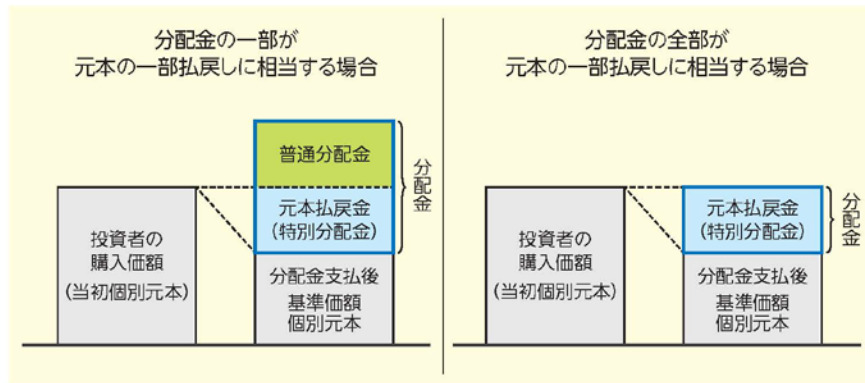 分配金の一部が
元本の一部払戻しに相当する場合
普通分配金
元本払戻金
(特別分配金)
分配金
投資者の
購入価額
(当初個別元本)
分配金支払後
基準価額
個別元本
分配金の全部が
元本の一部払戻しに相当する場合
元本払戻金
(特別分配金)
分配金
投資者の
購入価額
(当初個別元本)
分配金支払後
基準価額
個別元本